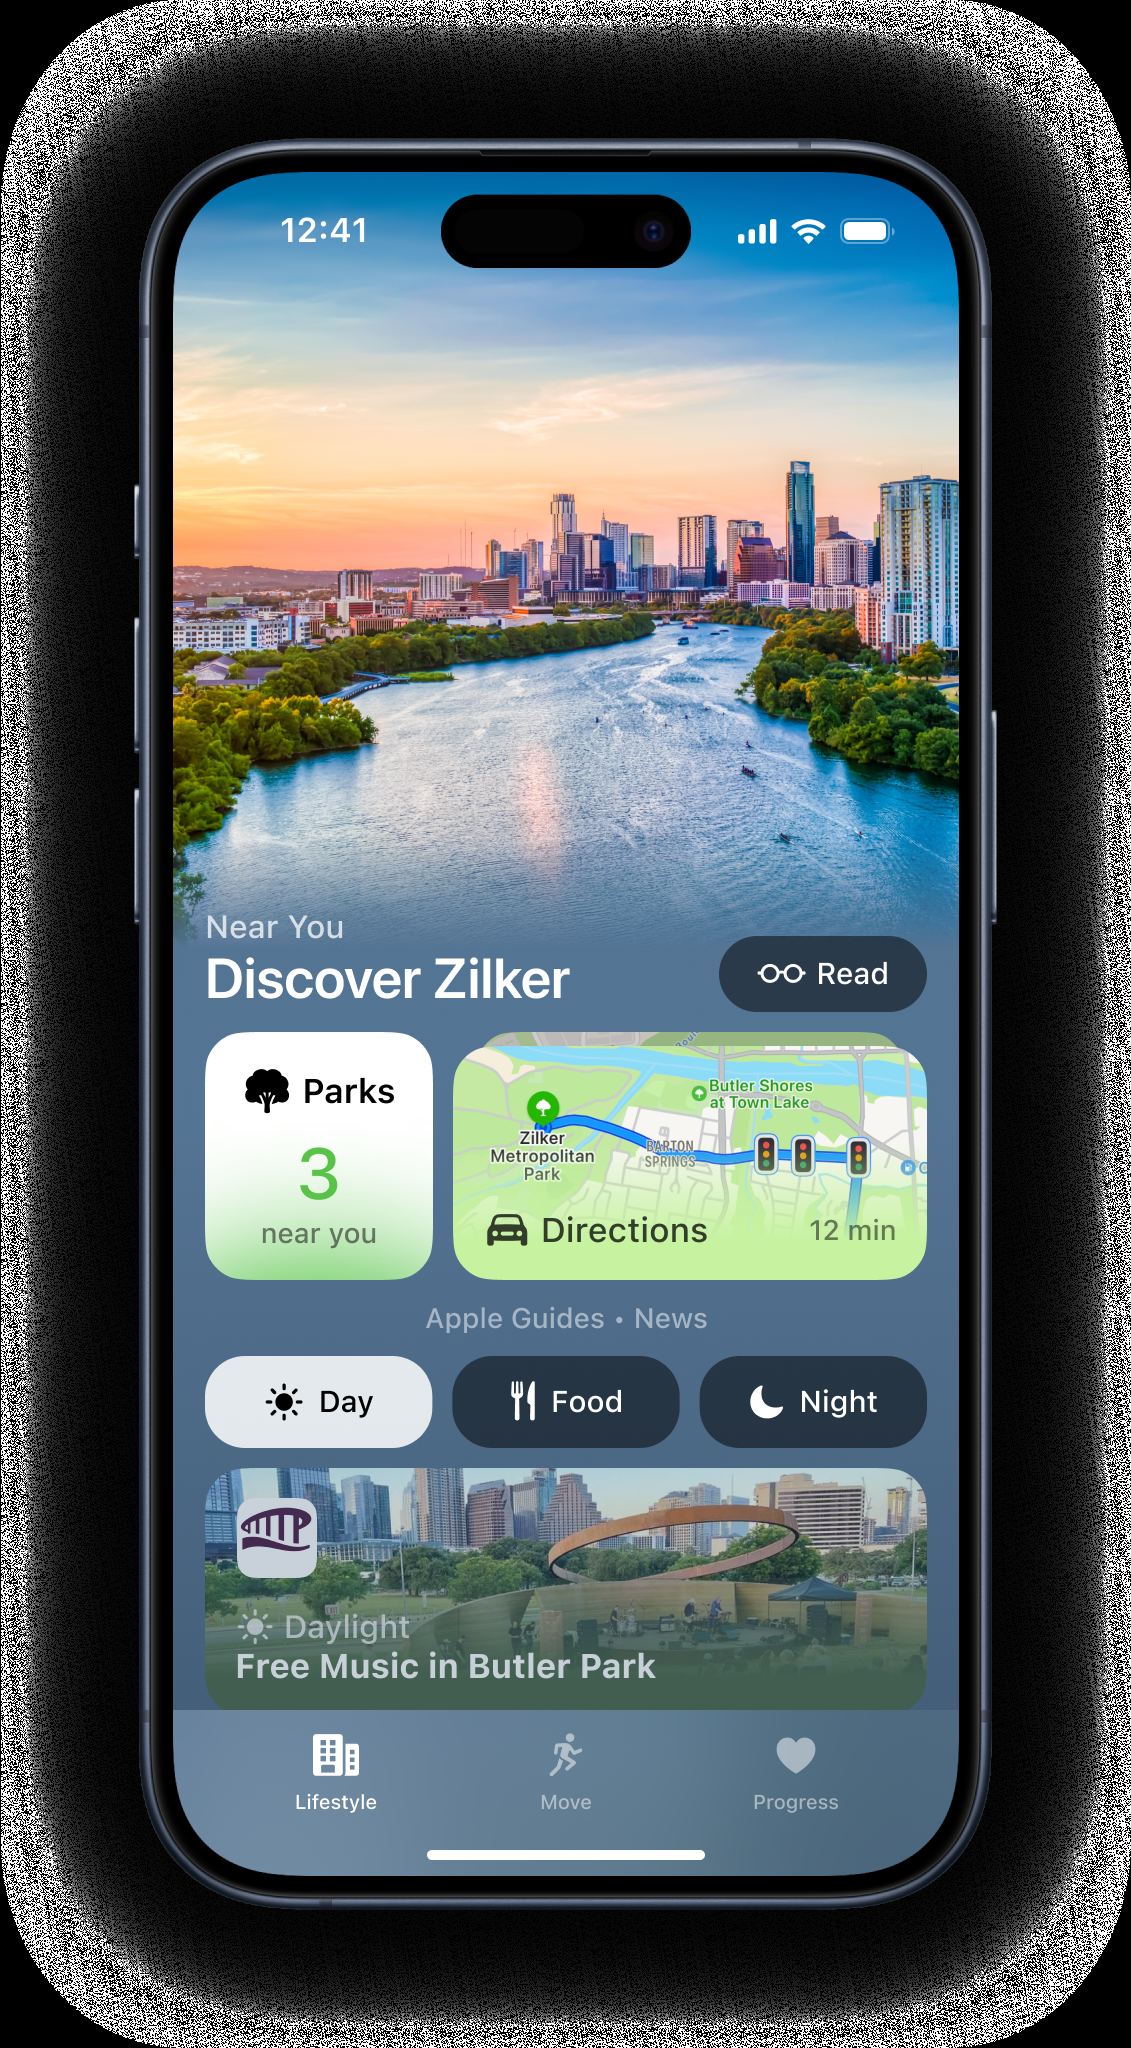 12:41
Near You
Discover Zilker
Read
Parks
3
near you
Butler Shores
at Town Lake
Zilker
Metropolitan
Park
BARTON
SPRINGS
Directions
12 min
Apple Guides • News
Day
Food
Night
Daylight
Free Music in Butler Park
Lifestyle
Move
Progress